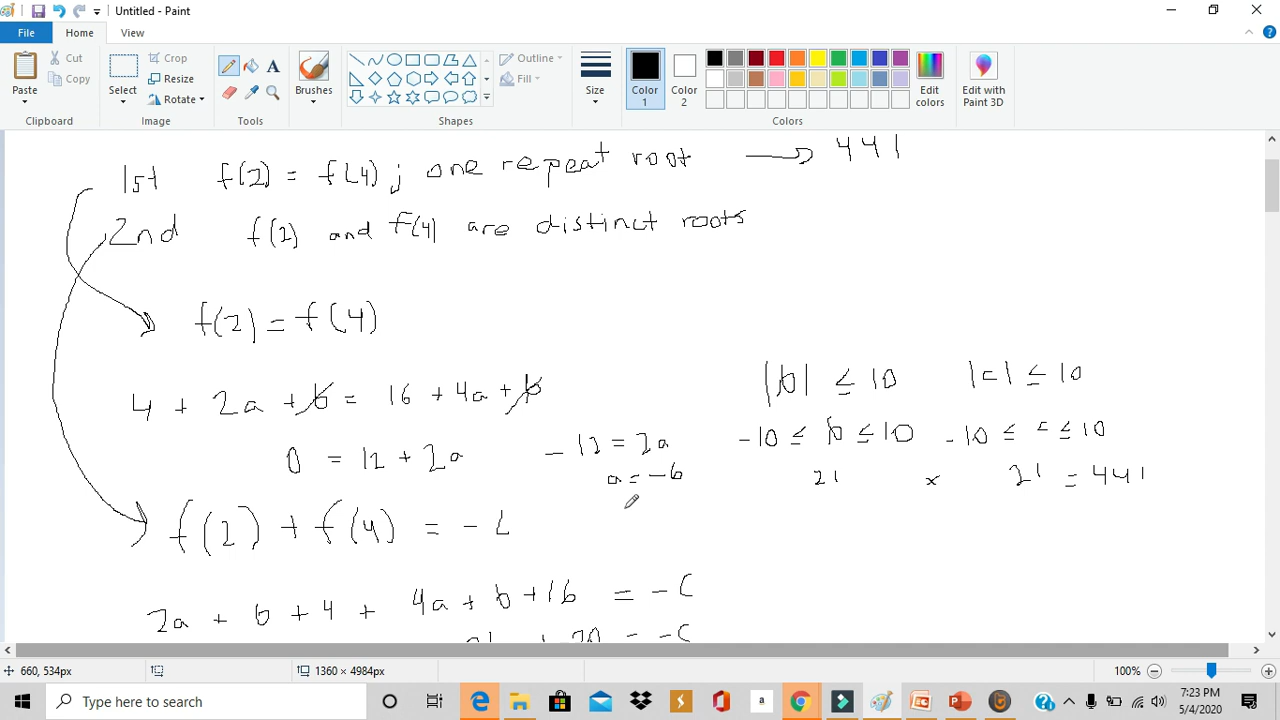 Untitled - Paint
File Home View
Paste
Cut
Copy
Clipboard
Select
Crop
Resize
Rotate
Image
Tools
Brushes
Shapes
Outline
Fill
Size
Color 1
Color 2
Colors
Edit colors
Edit with Paint 3D
1st f(2) = f(4) ; one repeat root → 441
2nd f(2) and f(4) are distinct roots
f(2) = f(4)
|b| ≤ 10 |c| ≤ 10
4 + 2a + b = 16 + 4a + b
-10 ≤ b ≤ 10 -10 ≤ c ≤ 10
0 = 12 + 2a - 12 = 2a
a = -6 21 x 21 = 441
f(2) + f(4) = - c
2a + b + 4 + 4a + b + 16 = - c
+ 20 = - c
660, 534px
1360 × 4984px
100%
Type here to search
a
7:23 PM
5/4/2020